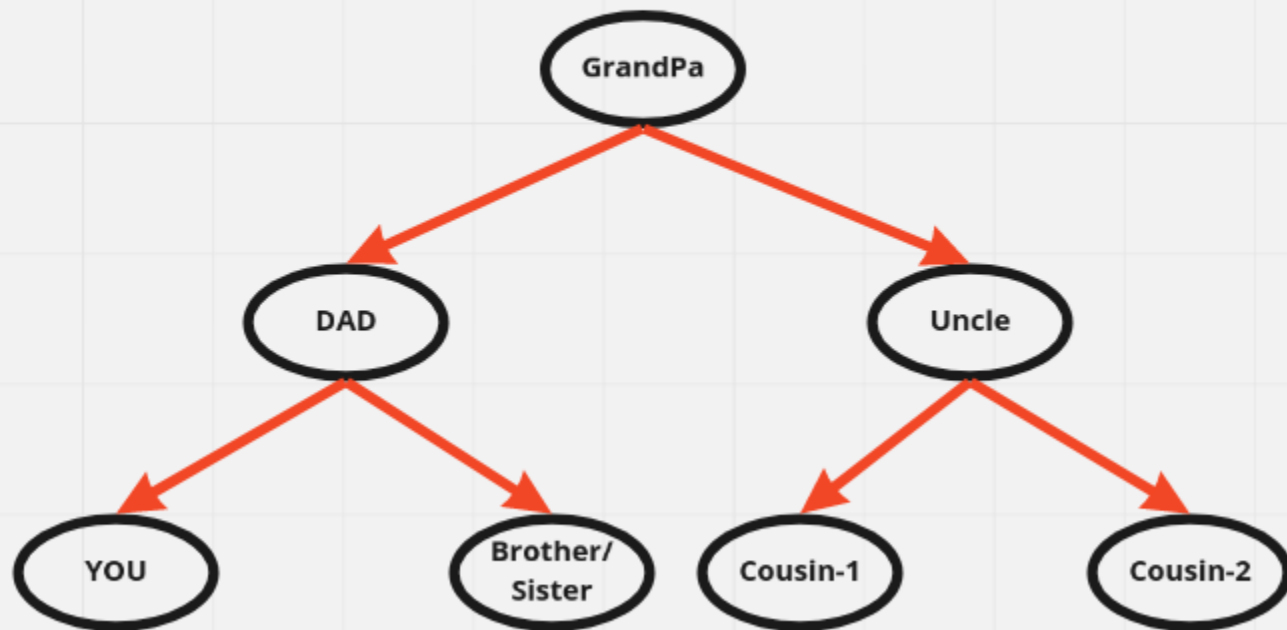 GrandPa
DAD
Uncle
YOU
Brother/
Sister
Cousin-1
Cousin-2